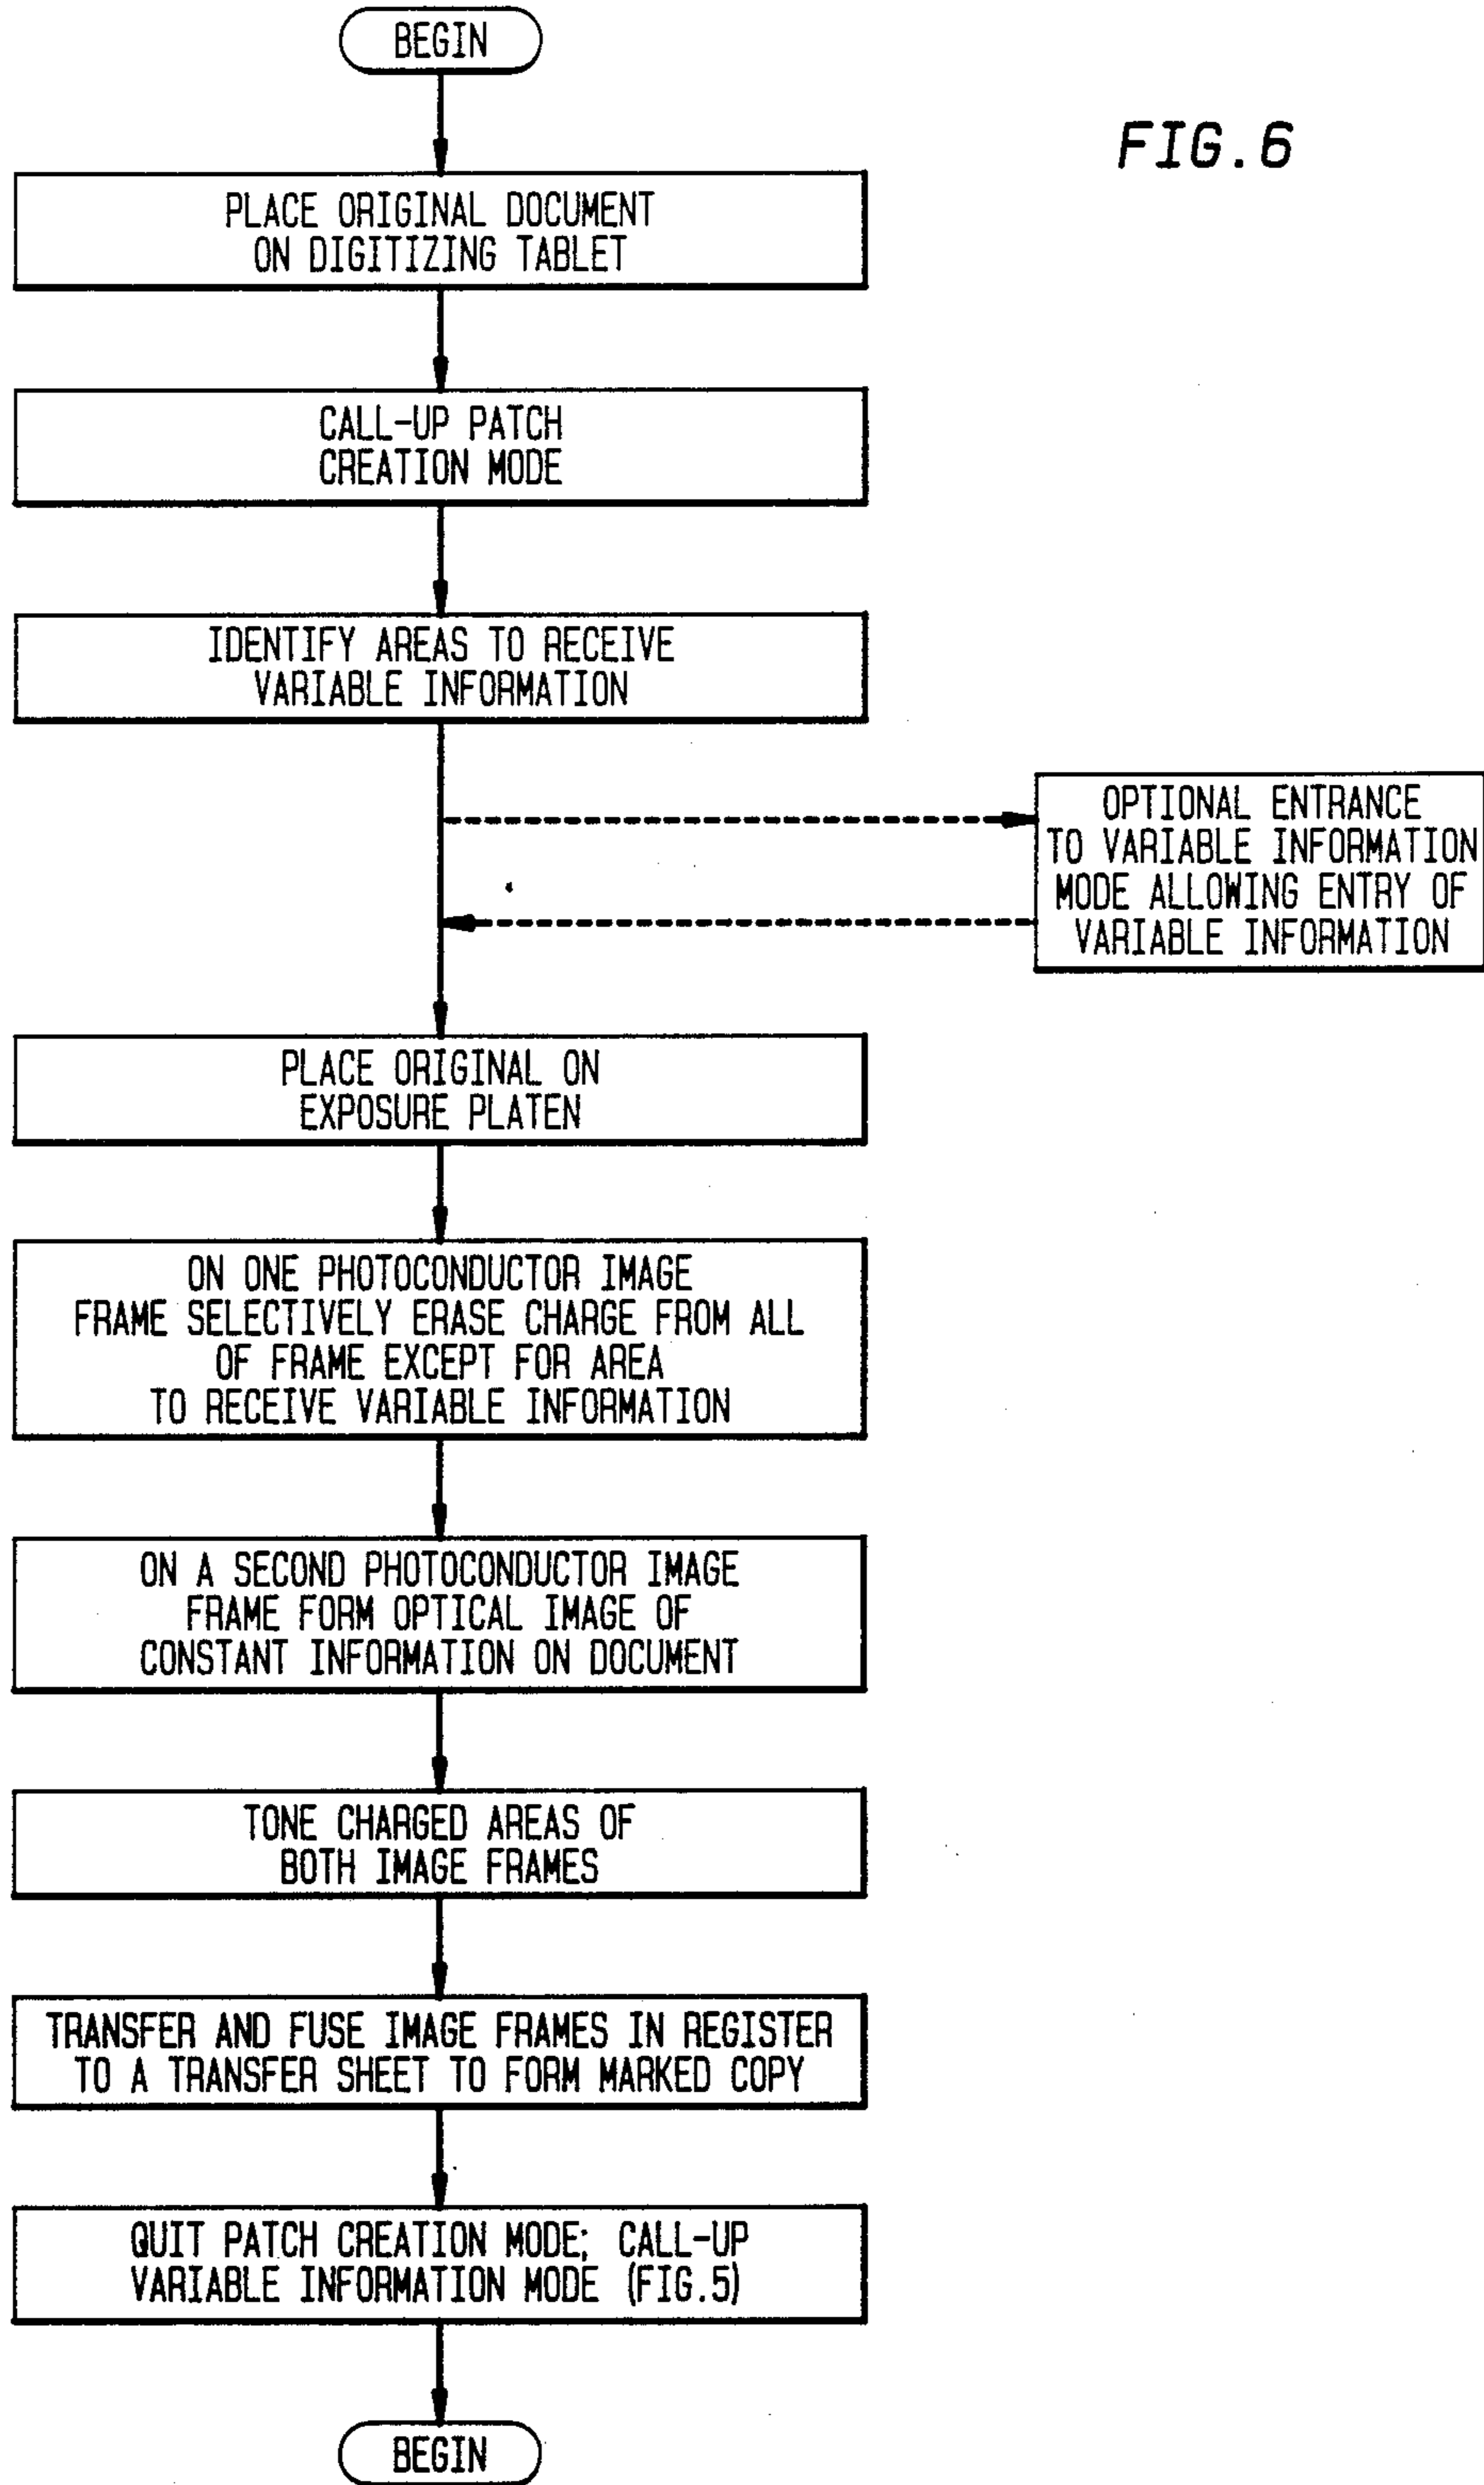 BEGIN
FIG.6
PLACE ORIGINAL DOCUMENT
ON DIGITIZING TABLET
CALL-UP PATCH
CREATION MODE
IDENTIFY AREAS TO RECEIVE
VARIABLE INFORMATION
OPTIONAL ENTRANCE
TO VARIABLE INFORMATION
MODE ALLOWING ENTRY OF
VARIABLE INFORMATION
PLACE ORIGINAL ON
EXPOSURE PLATEN
ON ONE PHOTOCONDUCTOR IMAGE
FRAME SELECTIVELY ERASE CHARGE FROM ALL
OF FRAME EXCEPT FOR AREA
TO RECEIVE VARIABLE INFORMATION
ON A SECOND PHOTOCONDUCTOR IMAGE
FRAME FORM OPTICAL IMAGE OF
CONSTANT INFORMATION ON DOCUMENT
TONE CHARGED AREAS OF
BOTH IMAGE FRAMES
TRANSFER AND FUSE IMAGE FRAMES IN REGISTER
TO A TRANSFER SHEET TO FORM MARKED COPY
QUIT PATCH CREATION MODE; CALL-UP
VARIABLE INFORMATION MODE (FIG.5)
BEGIN